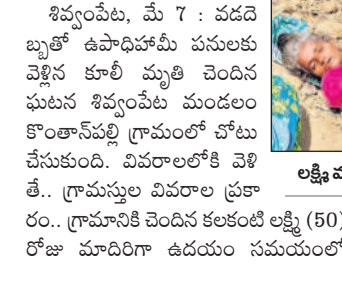 శివ్వంపేట, మే 7 : వడదె
బ్బతో ఉపాధిహామీ పనులకు
వెళ్లిన కూలీ మృతి చెందిన
ఘటన శివ్వంపేట మండలం
కొంతాన్‌పల్లి గ్రామంలో చోటు
చేసుకుంది. వివరాలలోకి వెళి
తే.. గ్రామస్తుల వివరాల ప్రకా
రం.. గ్రామానికి చెందిన కలకంటి లక్ష్మి (50)
రోజు మాదిరిగా ఉదయం సమయంలో
లక్ష్మి